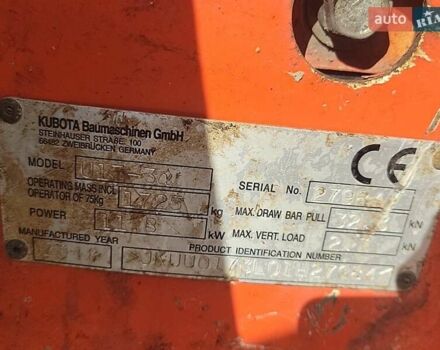 auto RIA
KUBOTA Baumaschinen GmbH
STEINHAUSER STRAßE 100
66482 ZWEIBRÜCKEN GERMANY
CE
MODEL
SERIAL No.
OPERATING MASS INCL.
OPERATOR OF 75kg kg
MAX. DRAW BAR PULL kN
POWER 11.8 kW
MAX. VERT. LOAD kN
MANUFACTURED YEAR
PRODUCT IDENTIFICATION NUMBER